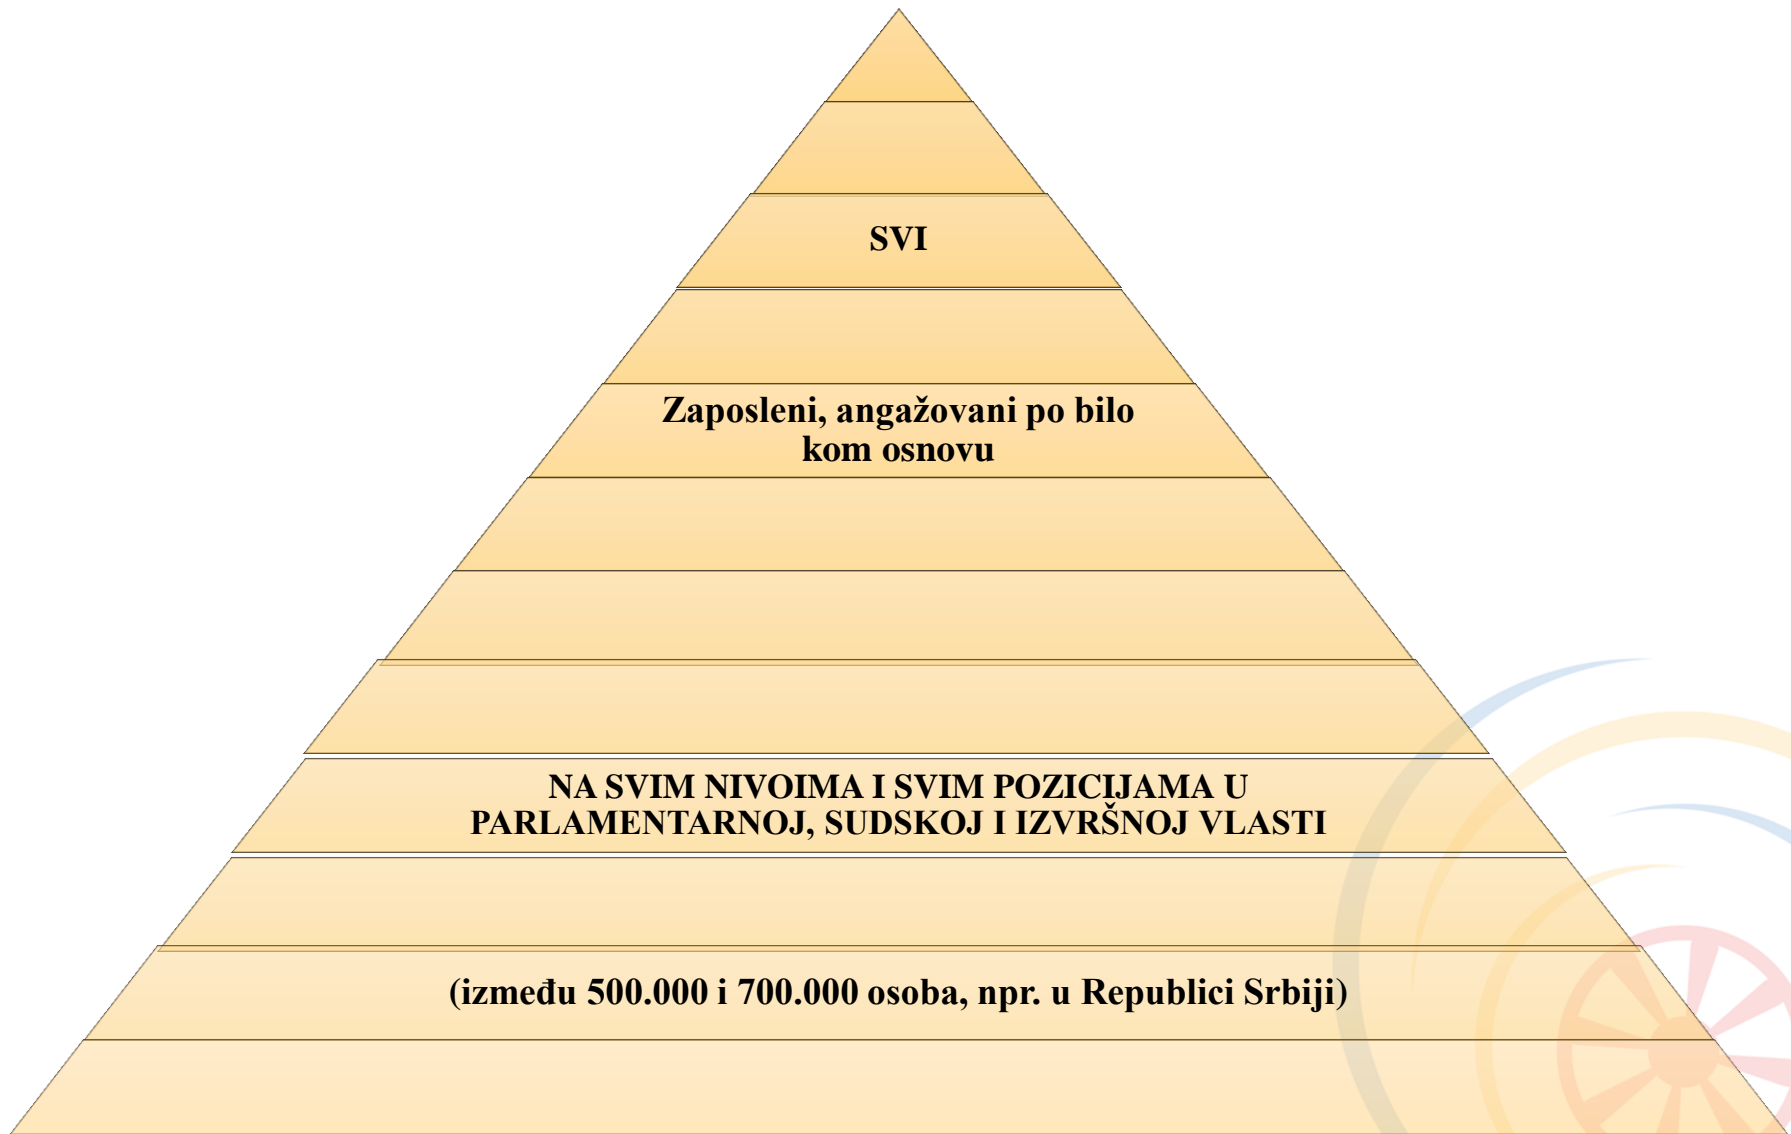 SVI
Zaposleni, angažovani po bilo
kom osnovu
NA SVIM NIVOIMA I SVIM POZICIJAMA U
PARLAMENTARNOJ, SUDSKOJ I IZVRŠNOJ VLASTI
(između 500.000 i 700.000 osoba, npr. u Republici Srbiji)